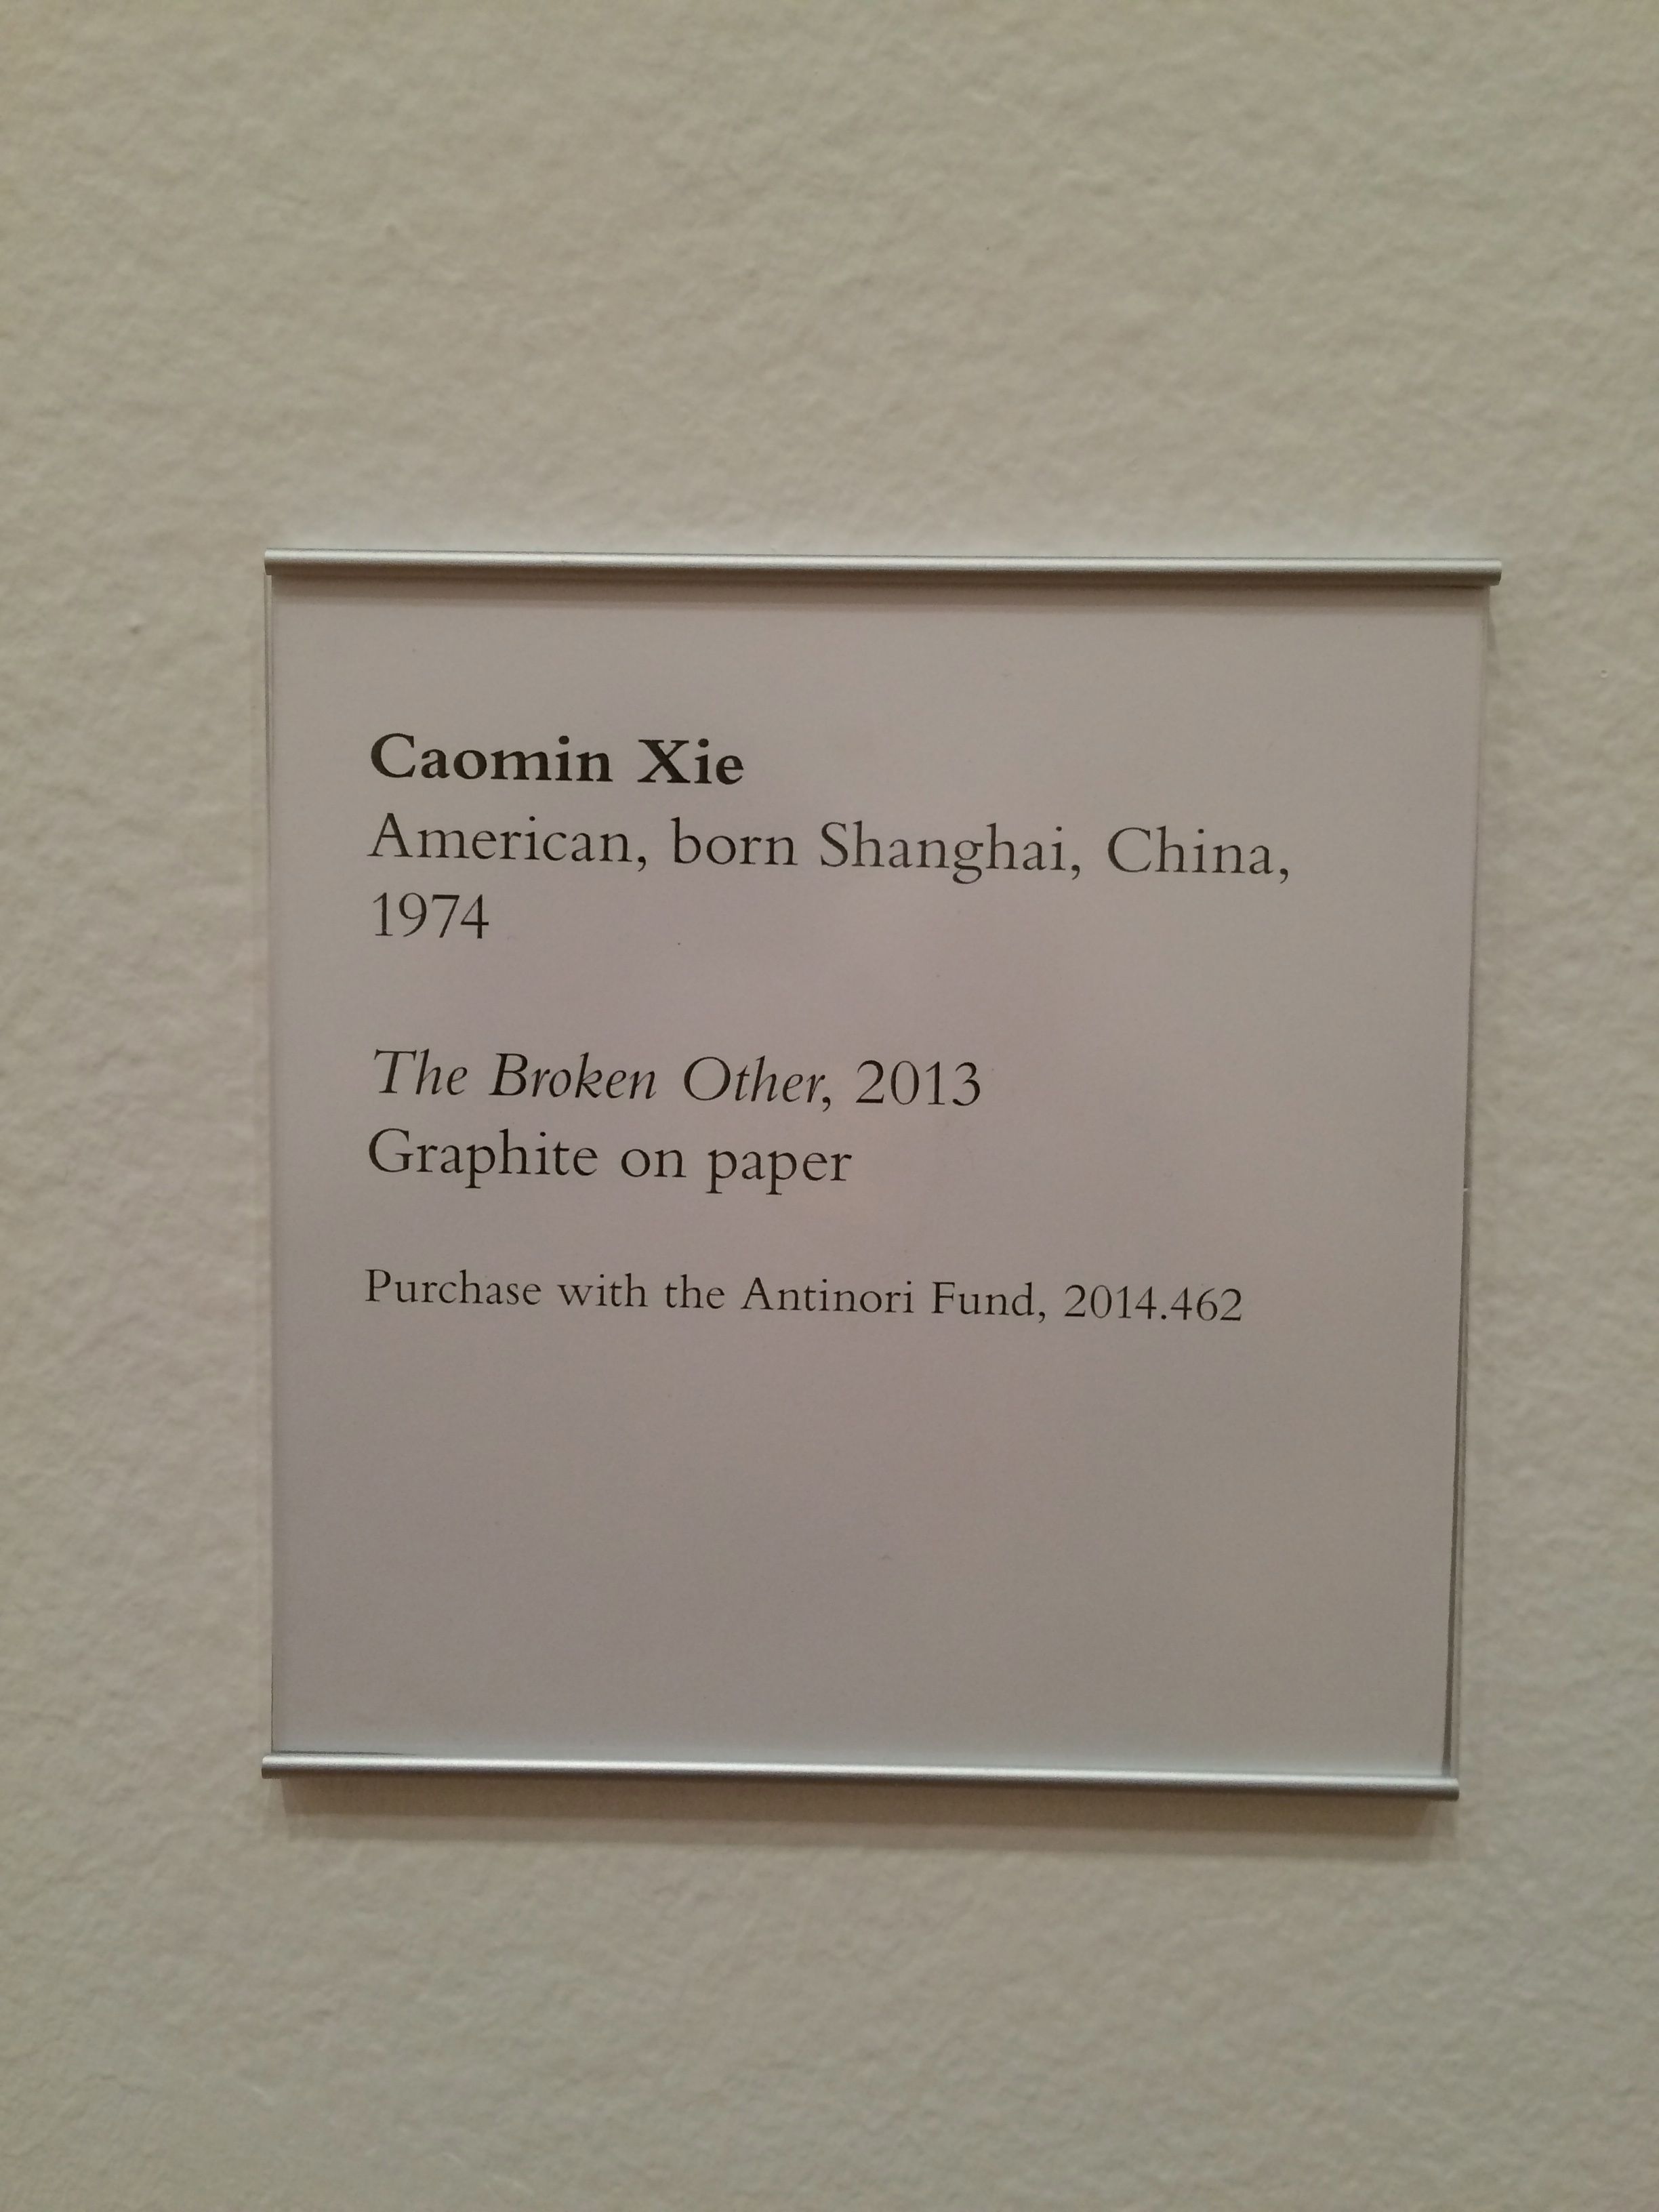 Caomin Xie
American, born Shanghai, China,
1974
The Broken Other, 2013
Graphite on paper
Purchase with the Antinori Fund, 2014.462